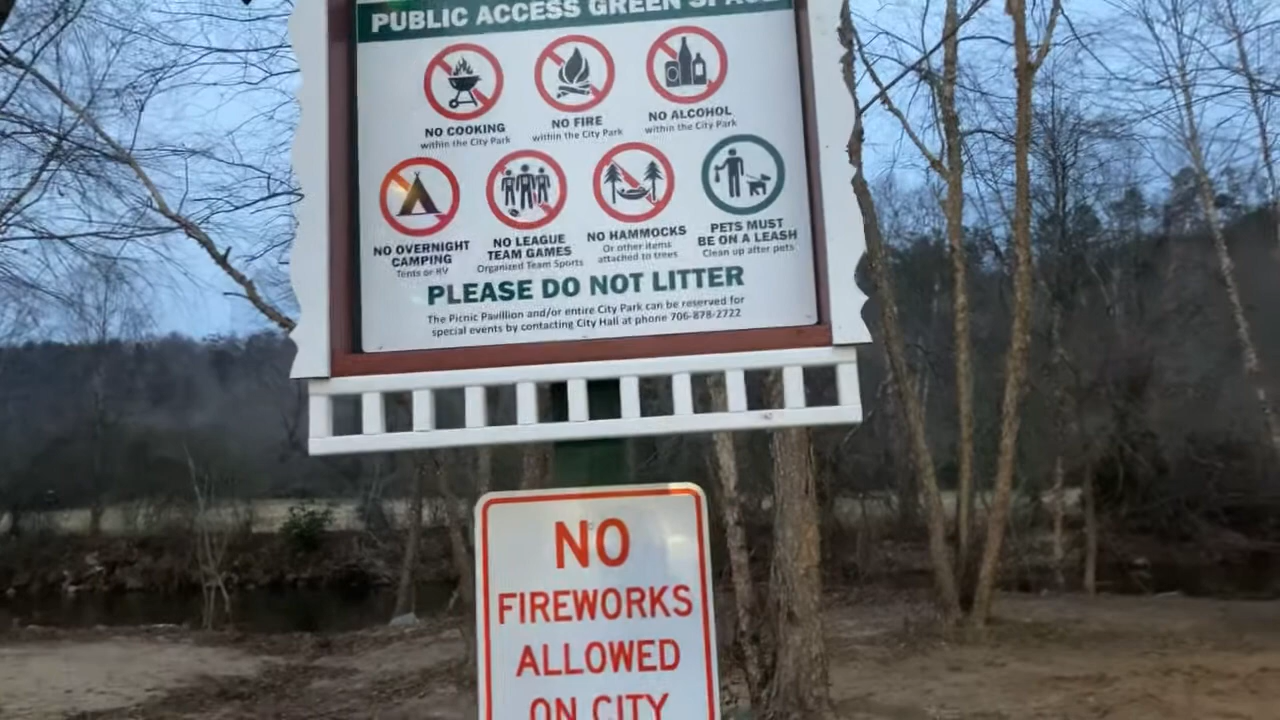 PUBLIC ACCESS GREEN SPACE
NO COOKING
within the City Park
NO FIRE
within the City Park
NO ALCOHOL
within the City Park
NO OVERNIGHT
CAMPING
Tents or RV
NO LEAGUE
TEAM GAMES
Organized Team Sports
NO HAMMOCKS
Or other items
attached to trees
PETS MUST
BE ON A LEASH
Clean up after pets
PLEASE DO NOT LITTER
The Picnic Pavillion and/or entire City Park can be reserved for
special events by contacting City Hall at phone 706-878-2722
NO
FIREWORKS
ALLOWED
ON CITY